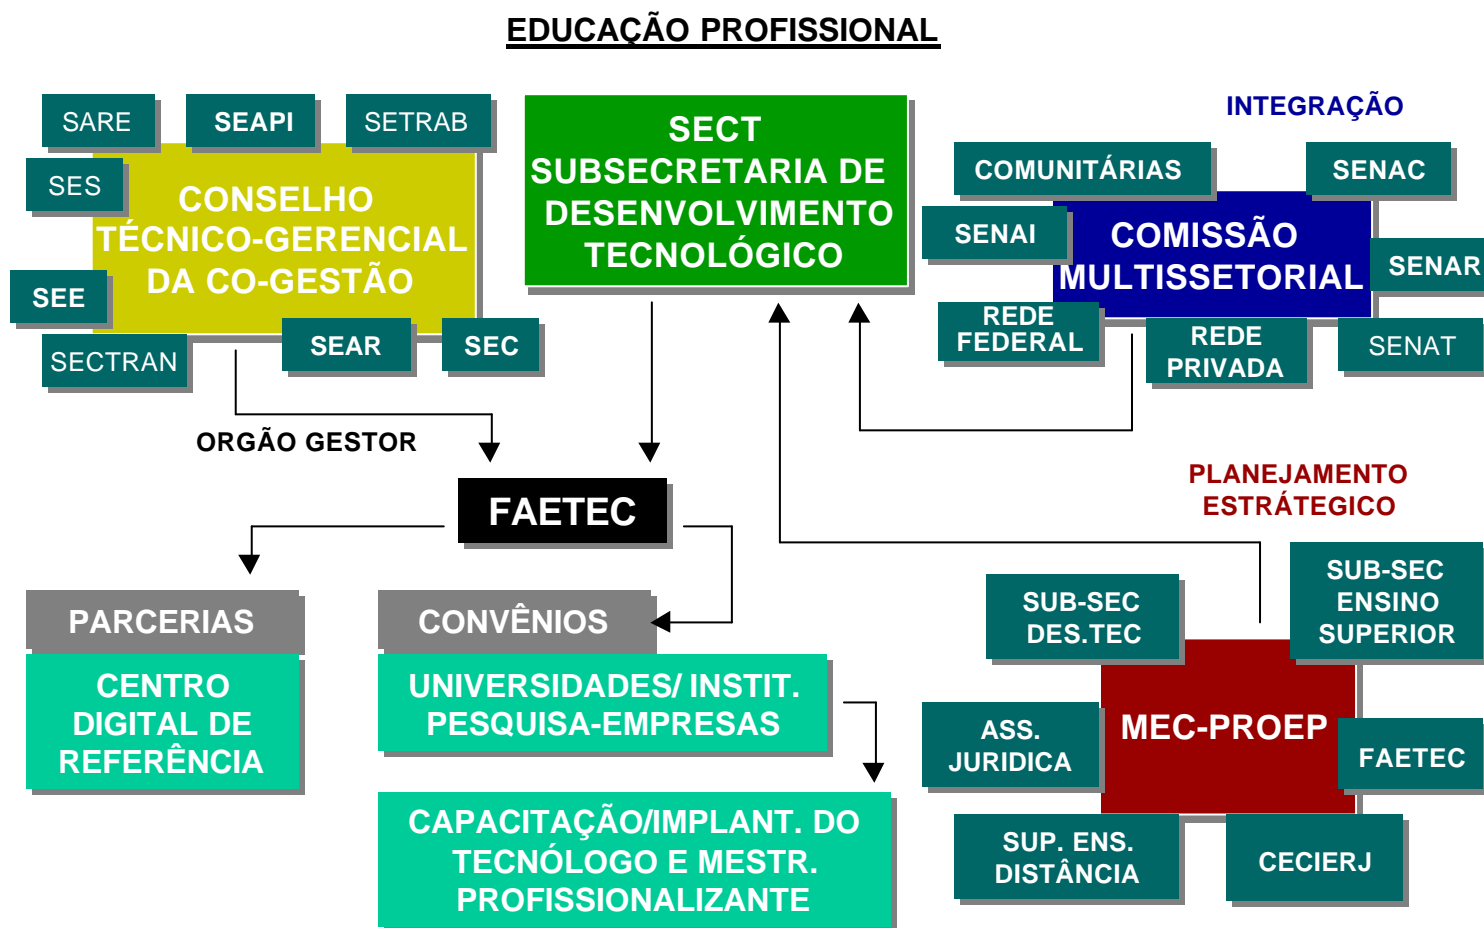 EDUCAÇÃO PROFISSIONAL
SARE
SEAPI
SETRAB
SES
CONSELHO
TÉCNICO-GERENCIAL
DA CO-GESTÃO
SEE
SECTRAN
SEAR
SEC
SECT
SUBSECRETARIA DE
DESENVOLVIMENTO
TECNOLÓGICO
INTEGRAÇÃO
COMUNITÁRIAS
SENAC
SENAI
COMISSÃO
MULTISSETORIAL
SENAR
REDE
FEDERAL
REDE
PRIVADA
SENAT
ORGÃO GESTOR
FAETEC
PARCERIAS
CENTRO
DIGITAL DE
REFERÊNCIA
CONVÊNIOS
UNIVERSIDADES/ INSTIT.
PESQUISA-EMPRESAS
CAPACITAÇÃO/IMPLANT. DO
TECNÓLOGO E MESTR.
PROFISSIONALIZANTE
PLANEJAMENTO
ESTRÁTEGICO
SUB-SEC
DES.TEC
SUB-SEC
ENSINO
SUPERIOR
MEC-PROEP
ASS.
JURIDICA
FAETEC
SUP. ENS.
DISTÂNCIA
CECIERJ